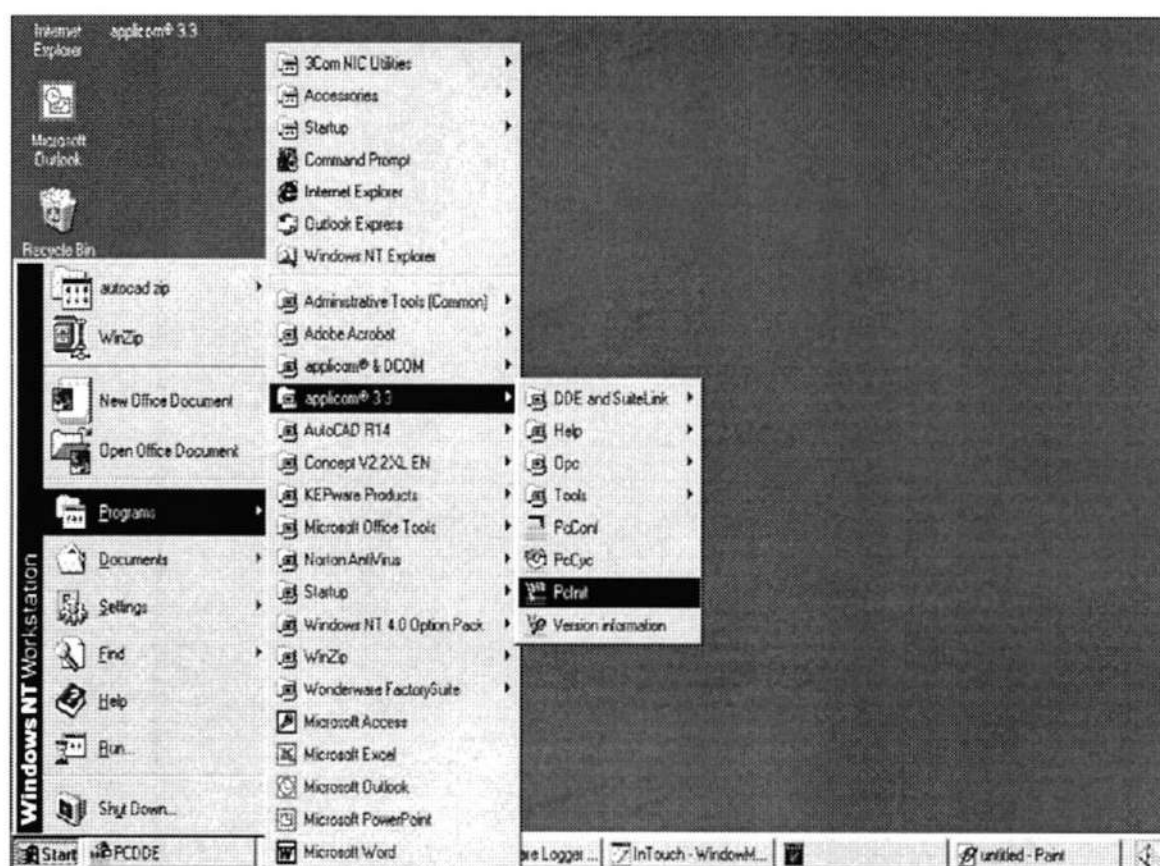 Internet
Explorer
applicom® 3.3
Microsoft
Outlook
Recycle Bin
Windows NT Workstation
autocad zip
WinZip
New Office Document
Open Office Document
Programs
Documents
Settings
Find
Help
Run...
Shut Down...
3Com NIC Utilities
Accessories
Startup
Command Prompt
Internet Explorer
Outlook Express
Windows NT Explorer
Administrative Tools (Common)
Adobe Acrobat
applicom® & DCOM
applicom® 3.3
AutoCAD R14
Concept V2.2XL EN
KEPware Products
Microsoft Office Tools
Norton AntiVirus
Startup
Windows NT 4.0 Option Pack
WinZip
Wonderware FactorySuite
Microsoft Access
Microsoft Excel
Microsoft Outlook
Microsoft PowerPoint
Microsoft Word
DDE and SuiteLink
Help
Opc
Tools
PcConf
PcCyc
PcInit
Version information
Start
PCDDE
are Logger ...
InTouch - WindowM...
untitled - Paint